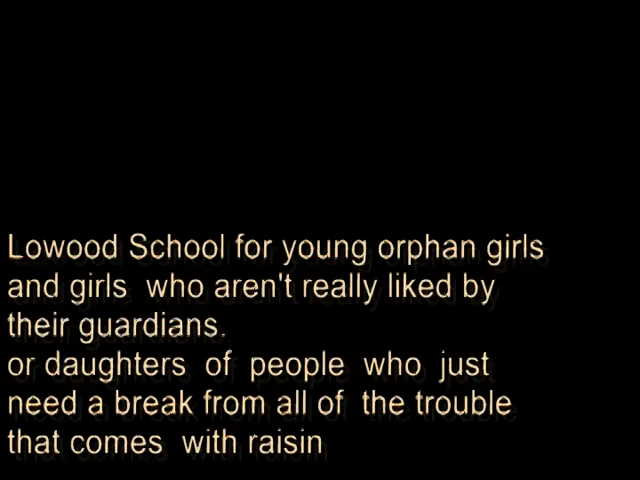 Lowood School for young orphan girls
and girls who aren't really liked by
their guardians.
or daughters of people who just
need a break from all of the trouble
that comes with raisin